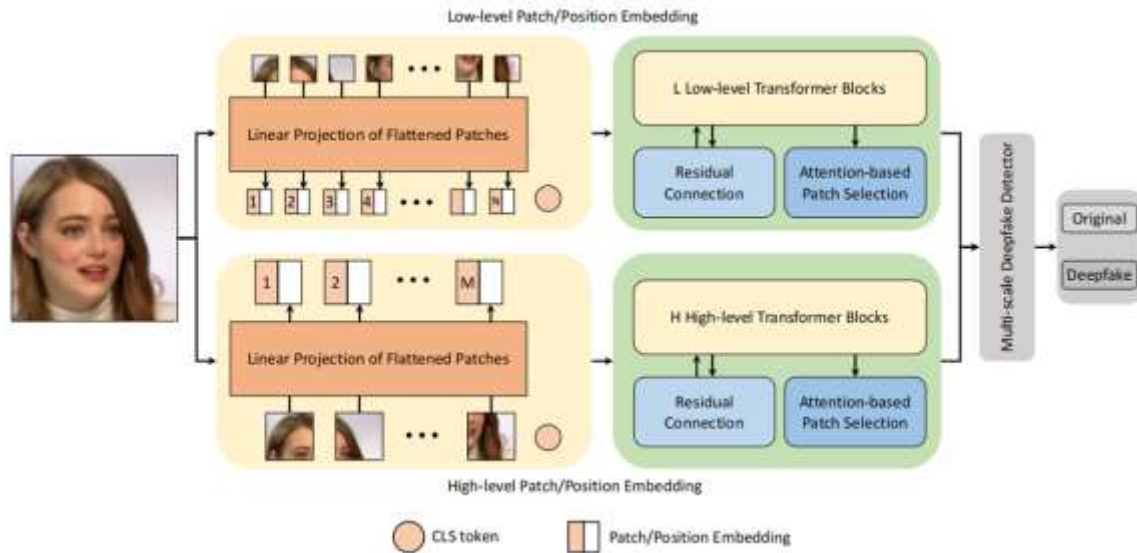 Low-level Patch/Position Embedding
Linear Projection of Flattened Patches
1 2 3 4 N
L Low-level Transformer Blocks
Residual
Connection
Attention-based
Patch Selection
1 2 M
Linear Projection of Flattened Patches
H High-level Transformer Blocks
Residual
Connection
Attention-based
Patch Selection
Multi-scale Deepfake Detector
Original
Deepfake
High-level Patch/Position Embedding
CLS token
Patch/Position Embedding